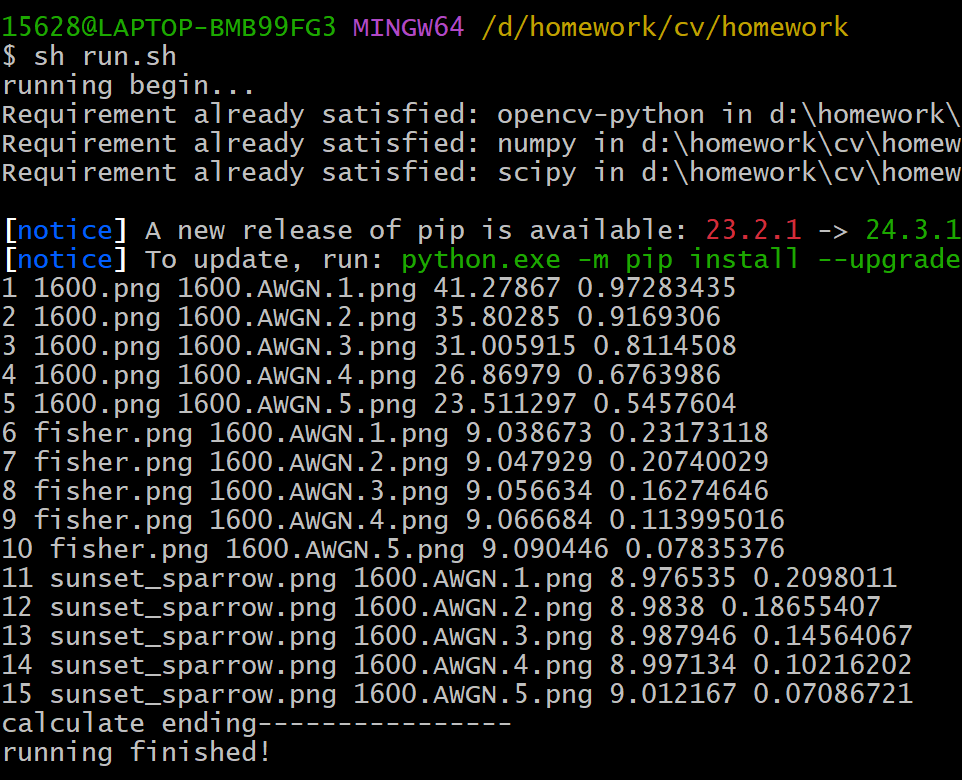 15628@LAPTOP-BMB99FG3 MINGW64 /d/homework/cv/homework
$ sh run.sh
running begin...
Requirement already satisfied: opencv-python in d:\homework\
Requirement already satisfied: numpy in d:\homework\cv\homew
Requirement already satisfied: scipy in d:\homework\cv\homew
[notice] A new release of pip is available: 23.2.1 -> 24.3.1
[notice] To update, run: python.exe -m pip install --upgrade
1 1600.png 1600.AWGN.1.png 41.27867 0.97283435
2 1600.png 1600.AWGN.2.png 35.80285 0.9169306
3 1600.png 1600.AWGN.3.png 31.005915 0.8114508
4 1600.png 1600.AWGN.4.png 26.86979 0.6763986
5 1600.png 1600.AWGN.5.png 23.511297 0.5457604
6 fisher.png 1600.AWGN.1.png 9.038673 0.23173118
7 fisher.png 1600.AWGN.2.png 9.047929 0.20740029
8 fisher.png 1600.AWGN.3.png 9.056634 0.16274646
9 fisher.png 1600.AWGN.4.png 9.066684 0.113995016
10 fisher.png 1600.AWGN.5.png 9.090446 0.07835376
11 sunset_sparrow.png 1600.AWGN.1.png 8.976535 0.2098011
12 sunset_sparrow.png 1600.AWGN.2.png 8.9838 0.18655407
13 sunset_sparrow.png 1600.AWGN.3.png 8.987946 0.14564067
14 sunset_sparrow.png 1600.AWGN.4.png 8.997134 0.10216202
15 sunset_sparrow.png 1600.AWGN.5.png 9.012167 0.07086721
calculate ending----------------
running finished!